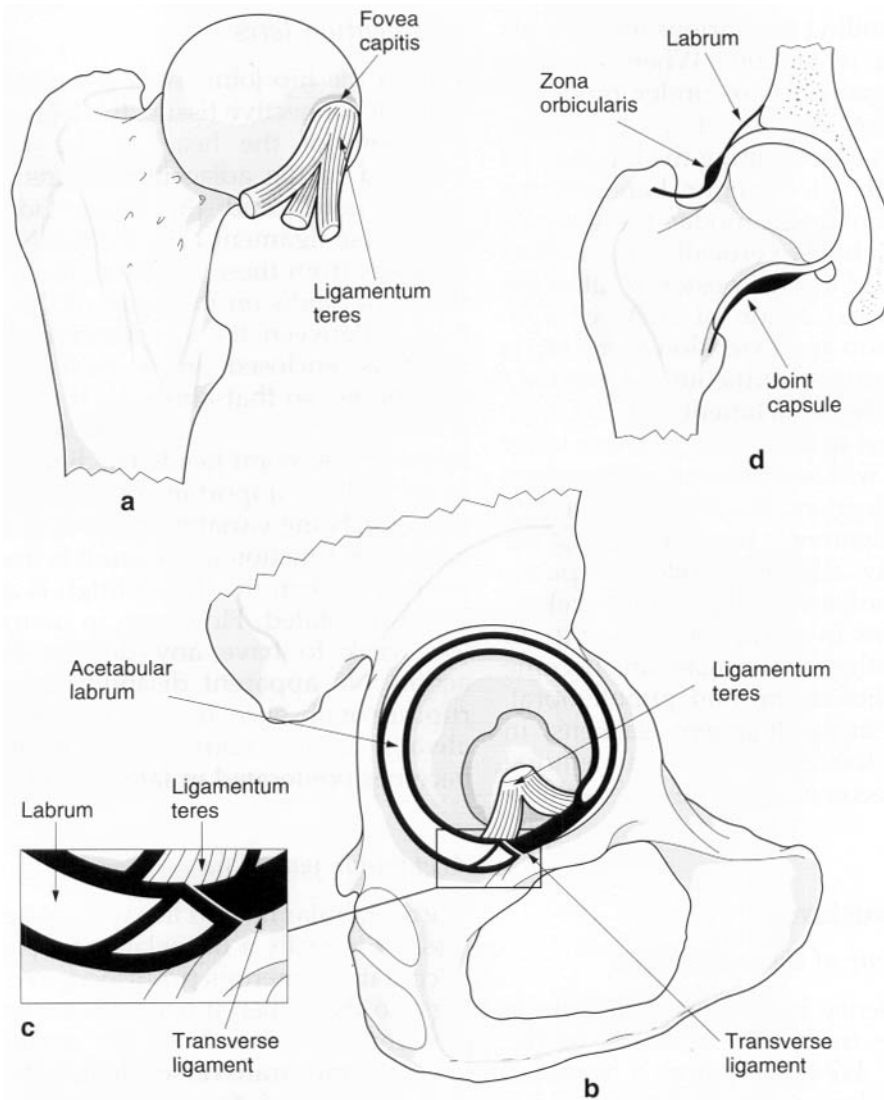 Fovea
capitis
Ligamentum
teres
a
Labrum
Zona
orbicularis
Joint
capsule
d
Acetabular
labrum
Ligamentum
teres
Labrum
Ligamentum
teres
c
Transverse
ligament
Transverse
ligament
b